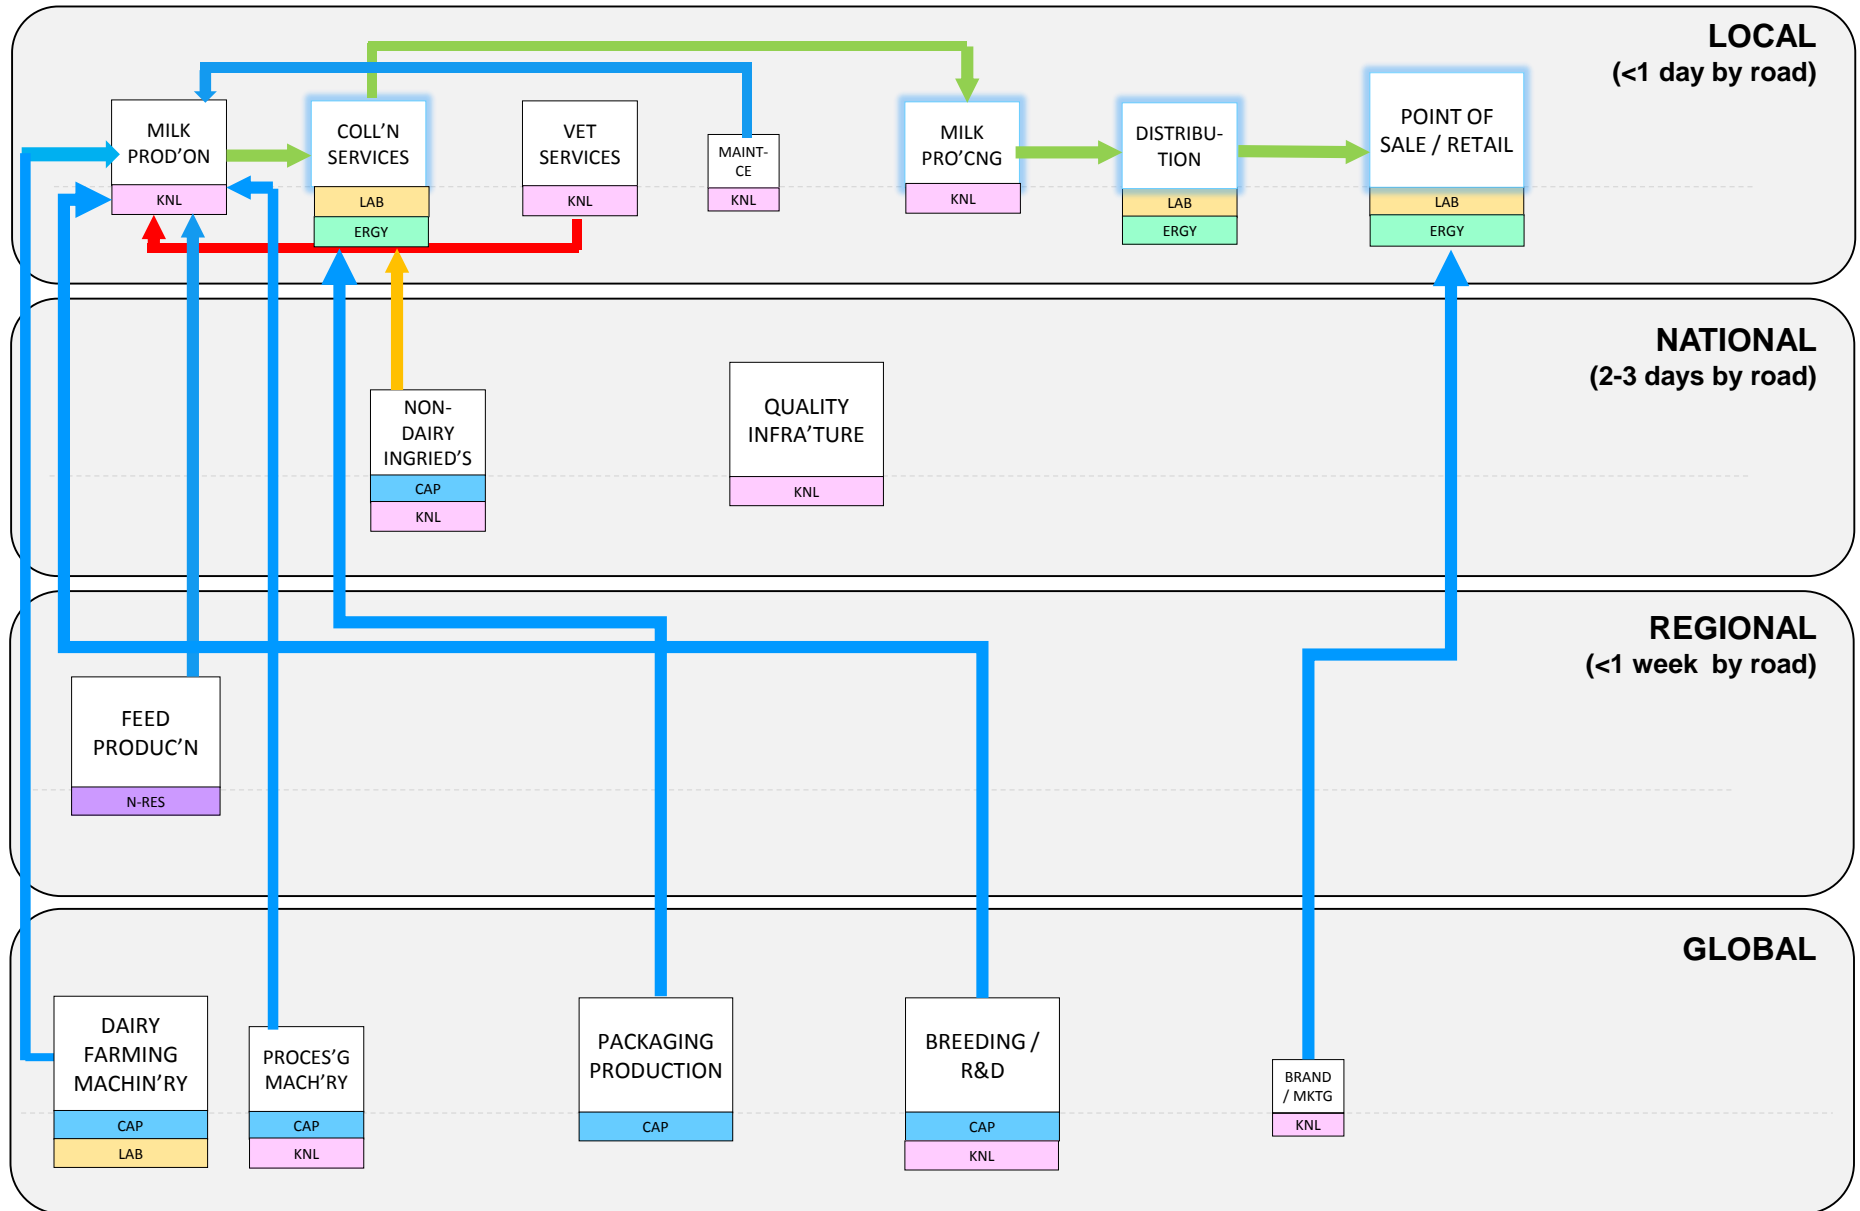 LOCAL
(<1 day by road)
MILK
PROD’ON
KNL
COLL’N
SERVICES
LAB
ERGY
VET
SERVICES
KNL
MAINT-
CE
KNL
MILK
PRO’CNG
KNL
DISTRIBU-
TION
LAB
ERGY
POINT OF
SALE / RETAIL
LAB
ERGY
NATIONAL
(2-3 days by road)
NON-
DAIRY
INGRIED’S
CAP
KNL
QUALITY
INFRA’TURE
KNL
REGIONAL
(<1 week by road)
FEED
PRODUC’N
N-RES
GLOBAL
DAIRY
FARMING
MACHIN’RY
CAP
LAB
PROCES’G
MACH’RY
CAP
KNL
PACKAGING
PRODUCTION
CAP
BREEDING /
R&D
CAP
KNL
BRAND
/ MKTG
KNL